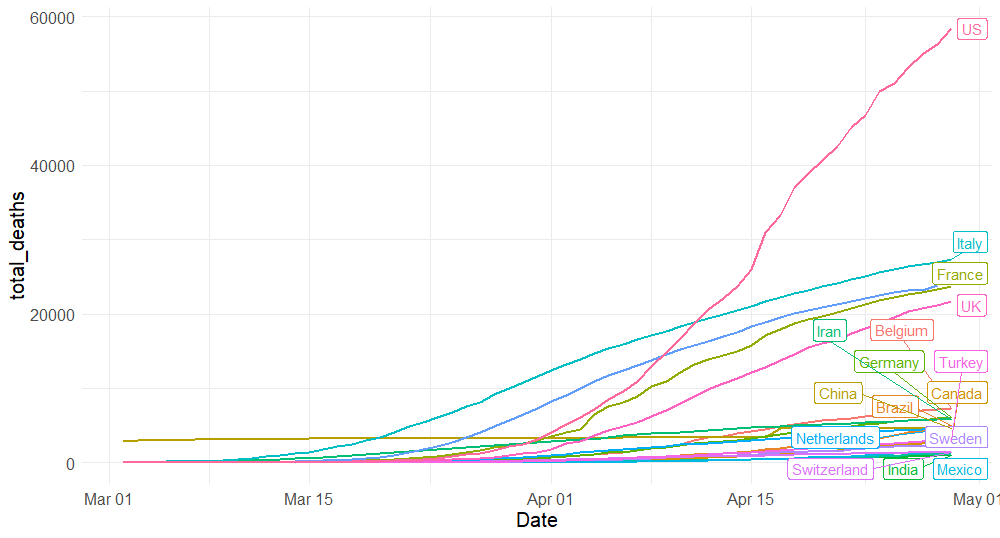 60000
US
40000
total_deaths
Italy
France
20000
UK
Iran
Belgium
Germany
Turkey
China
Canada
Brazil
Netherlands
Sweden
0
Switzerland
India
Mexico
Mar 01
Mar 15
Apr 01
Apr 15
May 01
Date